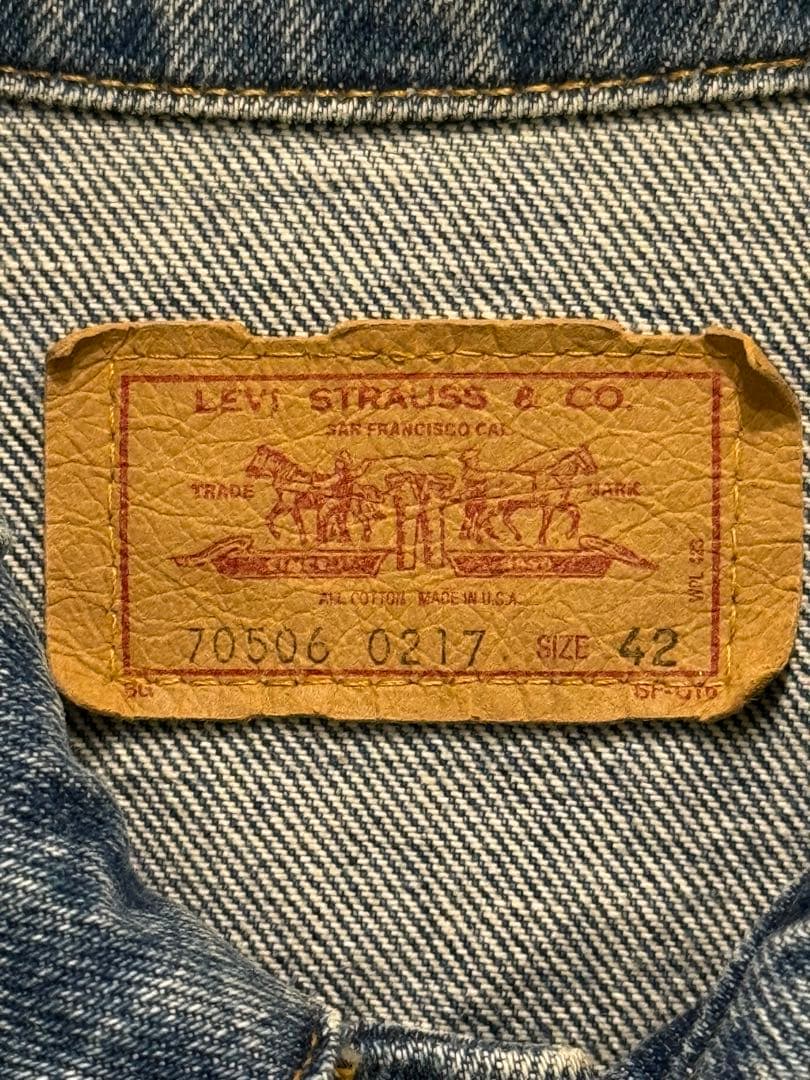 LEVI STRAUSS & CO.
SAN FRANCISCO CAL
TRADE MARK
ALL COTTON MADE IN U.S.A.
WPL 423
70506 0217 SIZE 42